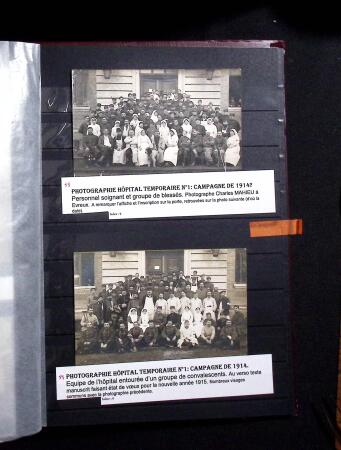 PHOTOGRAPHIE HÔPITAL TEMPORAIRE N°1: CAMPAGNE DE 1914?
Personnel soignant et groupe de blessés. Photographe Charles MAHIEU à
Evreux. A remarquer l'affiche et l'inscription sur la porte, retrouvées sur la photo suivante (d'où la
date).
PHOTOGRAPHIE HÔPITAL TEMPORAIRE N°1: CAMPAGNE DE 1914.
Equipe de l'hôpital entourée d'un groupe de convalescents. Au verso texte
manuscrit faisant état de vœux pour la nouvelle année 1915. Nombreux visages
communs avec la photographie précédente.